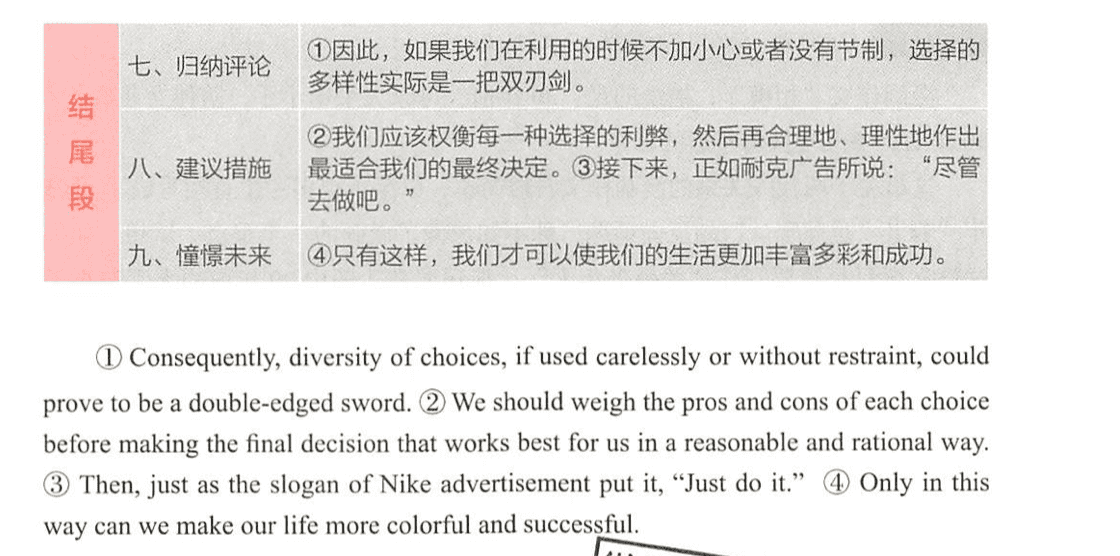 结
尾
段
七、归纳评论
①因此，如果我们在利用的时候不加小心或者没有节制，选择的
多样性实际是一把双刃剑。
八、建议措施
②我们应该权衡每一种选择的利弊，然后再合理地、理性地作出
最适合我们的最终决定。③接下来，正如耐克广告所说：“尽管
去做吧。”
九、憧憬未来
④只有这样，我们才可以使我们的生活更加丰富多彩和成功。
① Consequently, diversity of choices, if used carelessly or without restraint, could
prove to be a double-edged sword. ② We should weigh the pros and cons of each choice
before making the final decision that works best for us in a reasonable and rational way.
③ Then, just as the slogan of Nike advertisement put it, “Just do it.” ④ Only in this
way can we make our life more colorful and successful.